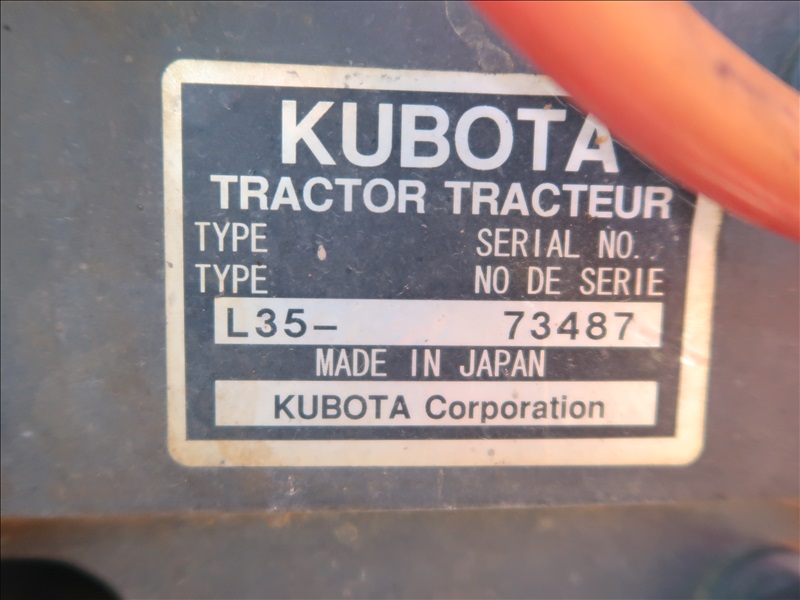 KUBOTA
TRACTOR TRACTEUR
TYPE SERIAL NO.
TYPE NO DE SERIE
L35- 73487
MADE IN JAPAN
KUBOTA Corporation